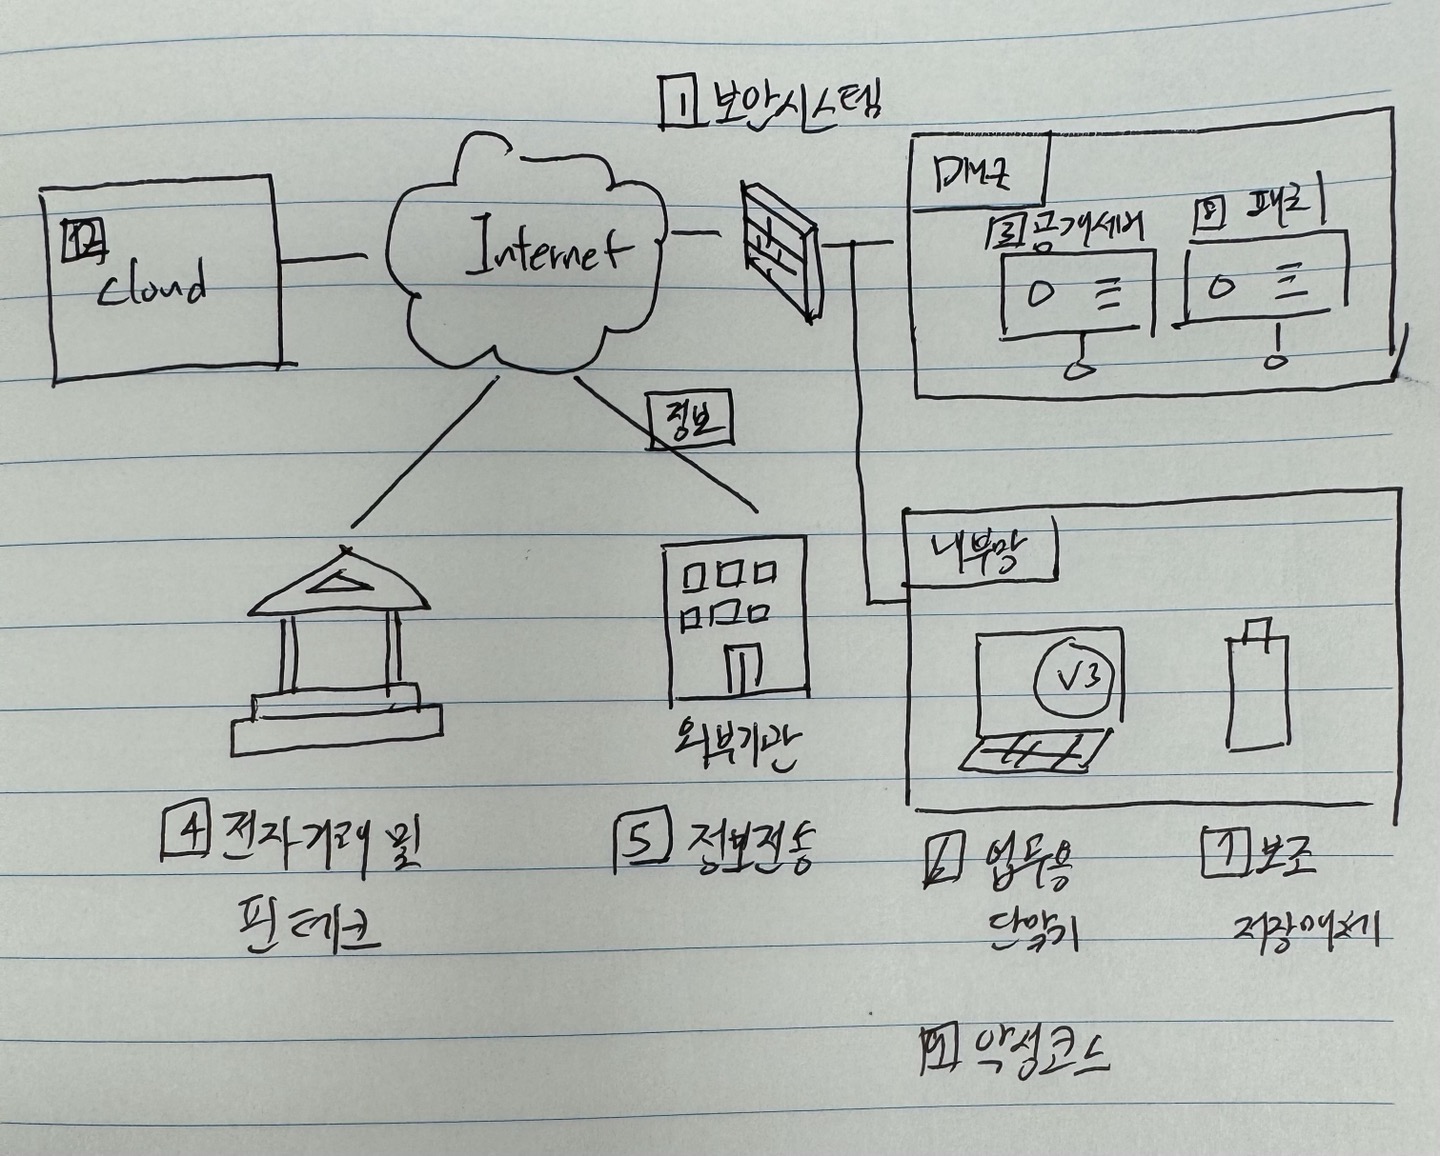 1 보안시스템
DMZ
3 공개서버
8 패치
12
Cloud
Internet
정보
내부망
V3
외부기관
4 전자거래 및
핀테크
5 정보전송
6 업무용
단말기
7 보조
저장매체
9 악성코드